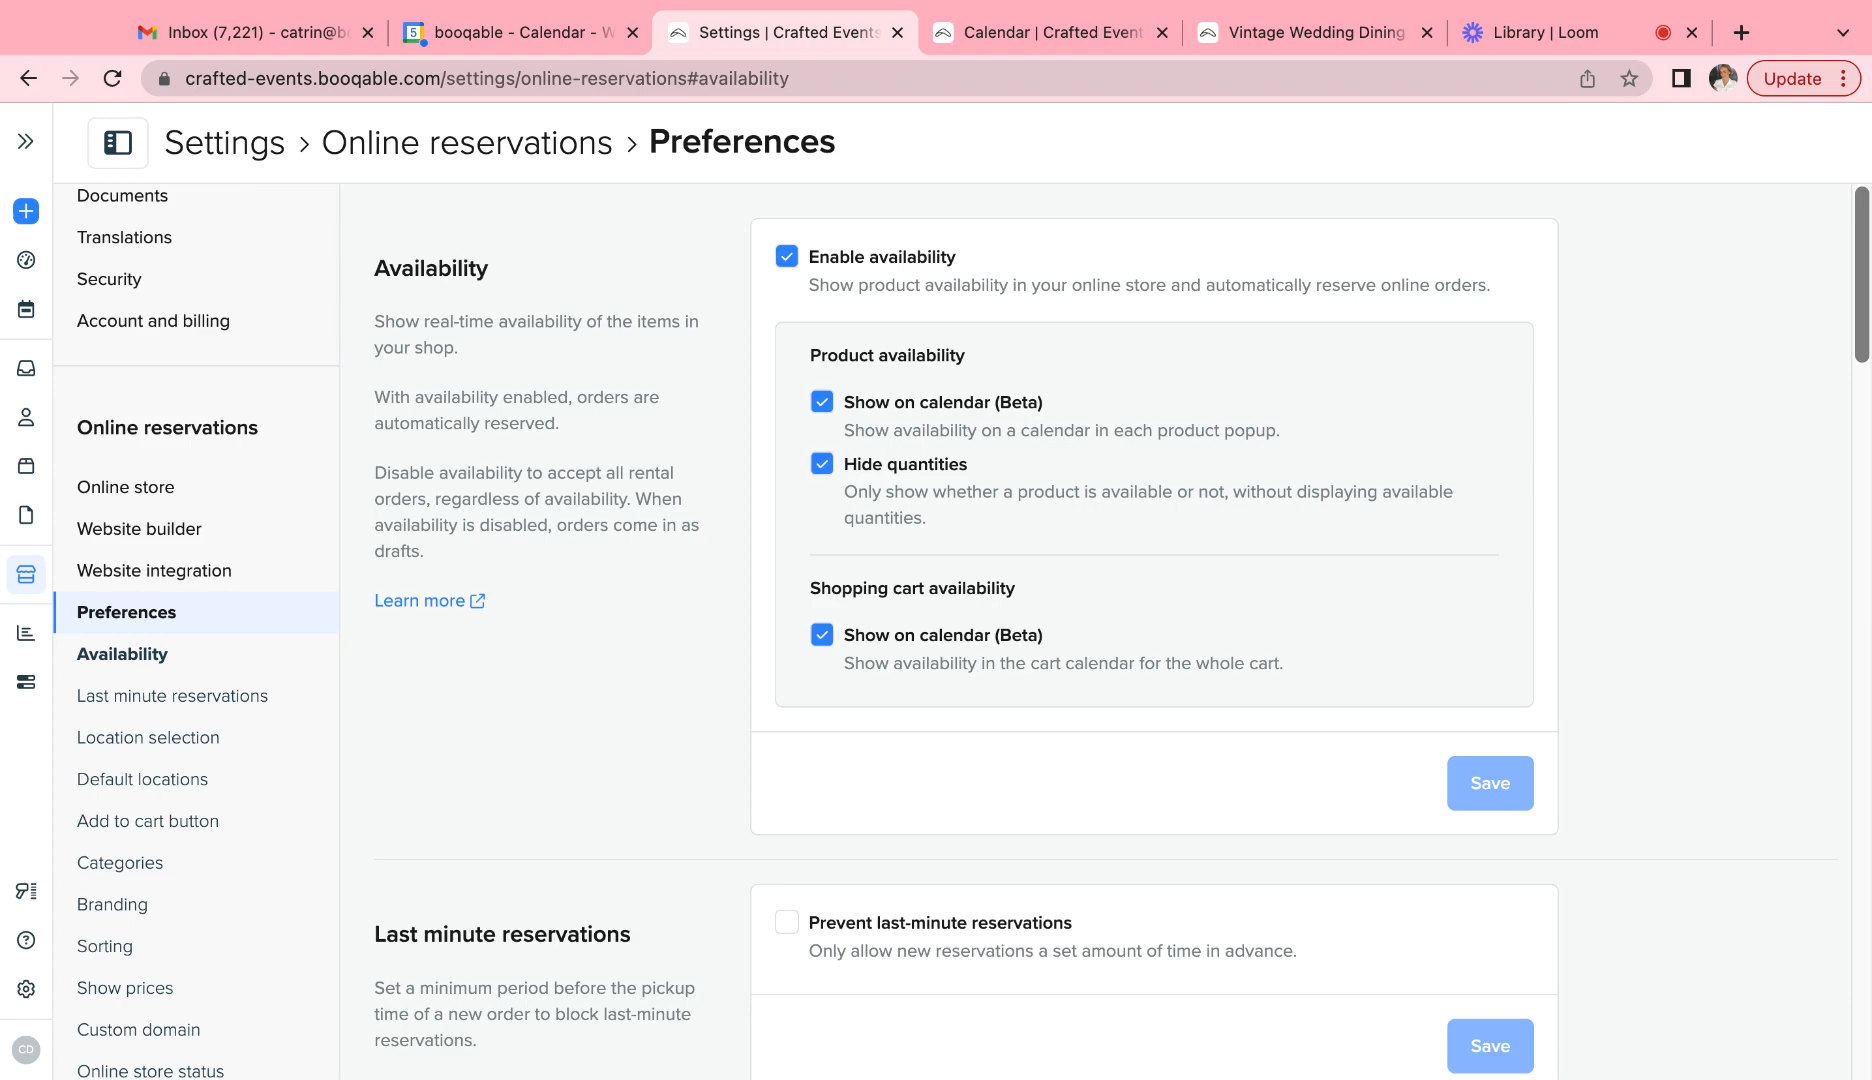 Inbox (7,221) - catrin@bo
booqable - Calendar - W
Settings | Crafted Events
Calendar | Crafted Event
Vintage Wedding Dining
Library | Loom
crafted-events.booqable.com/settings/online-reservations#availability
Update
Settings > Online reservations > Preferences
Documents
Translations
Security
Account and billing
Online reservations
Online store
Website builder
Website integration
Preferences
Availability
Last minute reservations
Location selection
Default locations
Add to cart button
Categories
Branding
Sorting
Show prices
Custom domain
Online store status
CD
Availability
Show real-time availability of the items in
your shop.
With availability enabled, orders are
automatically reserved.
Disable availability to accept all rental
orders, regardless of availability. When
availability is disabled, orders come in as
drafts.
Learn more
Enable availability
Show product availability in your online store and automatically reserve online orders.
Product availability
Show on calendar (Beta)
Show availability on a calendar in each product popup.
Hide quantities
Only show whether a product is available or not, without displaying available
quantities.
Shopping cart availability
Show on calendar (Beta)
Show availability in the cart calendar for the whole cart.
Save
Last minute reservations
Set a minimum period before the pickup
time of a new order to block last-minute
reservations.
Prevent last-minute reservations
Only allow new reservations a set amount of time in advance.
Save